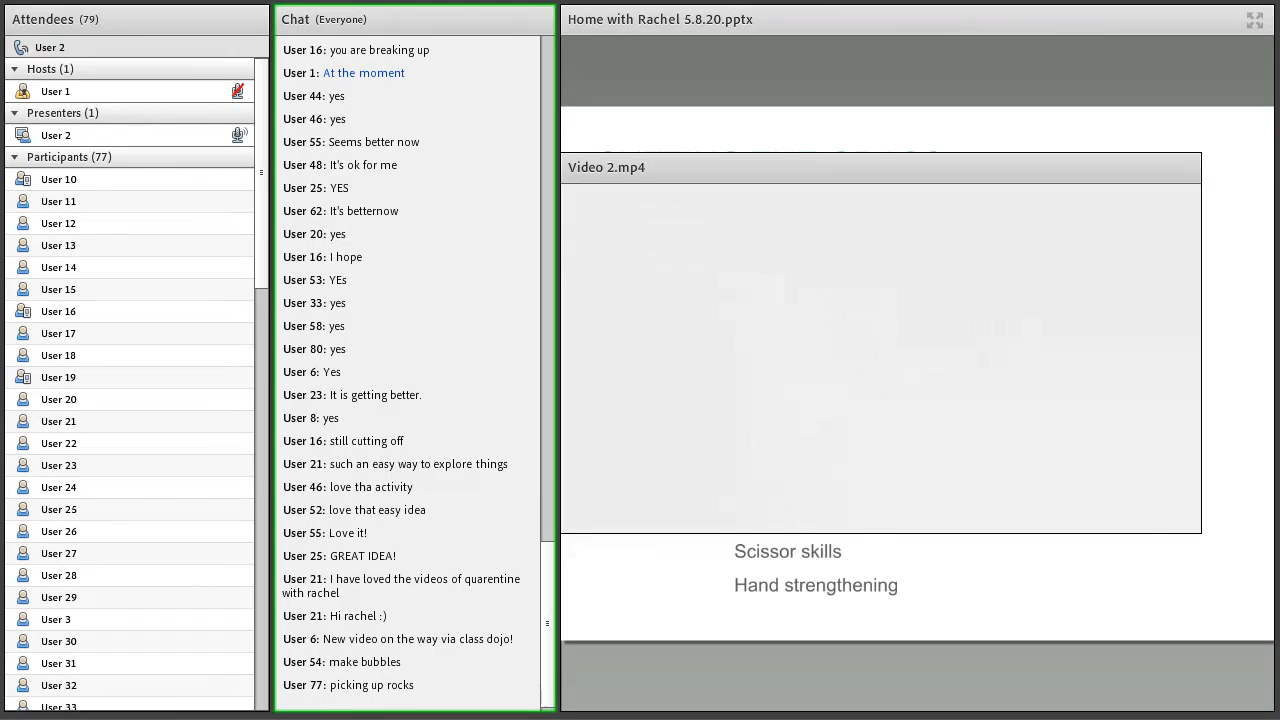 Attendees (79)
User 2
Hosts (1)
User 1
Presenters (1)
User 2
Participants (77)
User 10
User 11
User 12
User 13
User 14
User 15
User 16
User 17
User 18
User 19
User 20
User 21
User 22
User 23
User 24
User 25
User 26
User 27
User 28
User 29
User 3
User 30
User 31
User 32
User 33
Chat (Everyone)
User 16: you are breaking up
User 1: At the moment
User 44: yes
User 46: yes
User 55: Seems better now
User 48: It's ok for me
User 25: YES
User 62: It's betternow
User 20: yes
User 16: I hope
User 53: YEs
User 33: yes
User 58: yes
User 80: yes
User 6: Yes
User 23: It is getting better.
User 8: yes
User 16: still cutting off
User 21: such an easy way to explore things
User 46: love tha activity
User 52: love that easy idea
User 55: Love it!
User 25: GREAT IDEA!
User 21: I have loved the videos of quarentine
with rachel
User 21: Hi rachel :)
User 6: New video on the way via class dojo!
User 54: make bubbles
User 77: picking up rocks
Home with Rachel 5.8.20.pptx
Video 2.mp4
Scissor skills
Hand strengthening